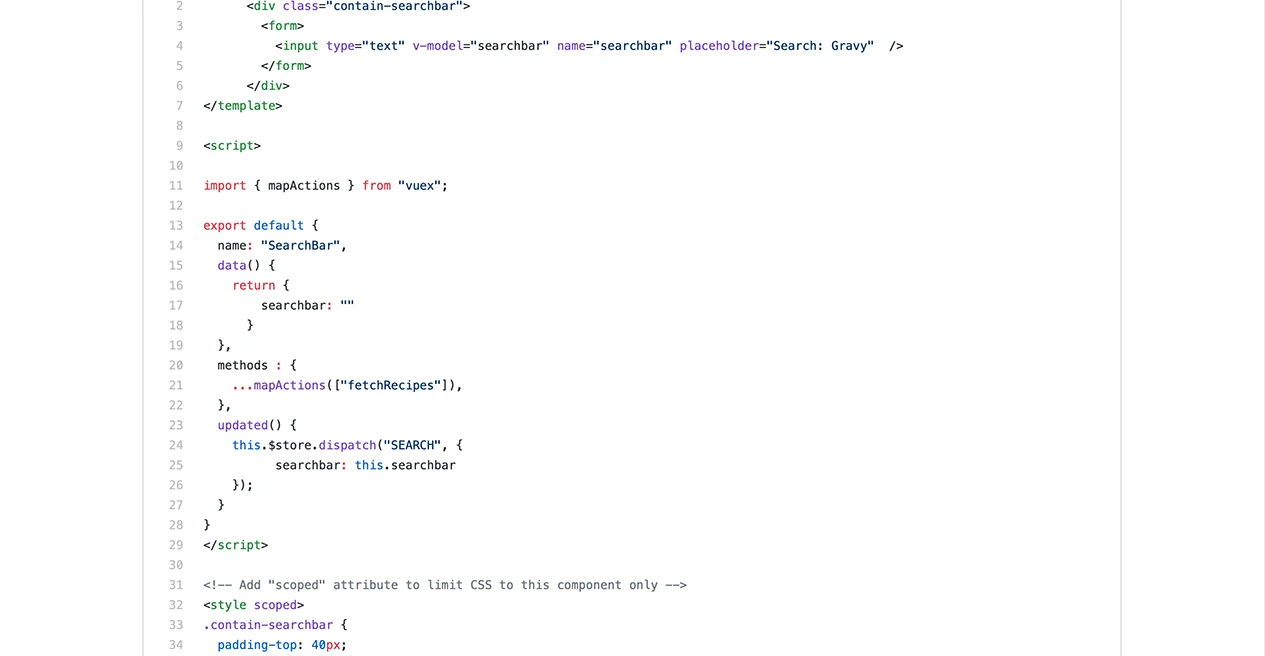 2 <div class="contain-searchbar">
3 <form>
4 <input type="text" v-model="searchbar" name="searchbar" placeholder="Search: Gravy"  />
5 </form>
6 </div>
7 </template>
8
9 <script>
10
11 import { mapActions } from "vuex";
12
13 export default {
14 name: "SearchBar",
15 data() {
16 return {
17 searchbar: ""
18 }
19 },
20 methods : {
21 ...mapActions(["fetchRecipes"]),
22 },
23 updated() {
24 this.$store.dispatch("SEARCH", {
25 searchbar: this.searchbar
26 });
27 }
28 }
29 </script>
30
31 <!-- Add "scoped" attribute to limit CSS to this component only -->
32 <style scoped>
33 .contain-searchbar {
34 padding-top: 40px;